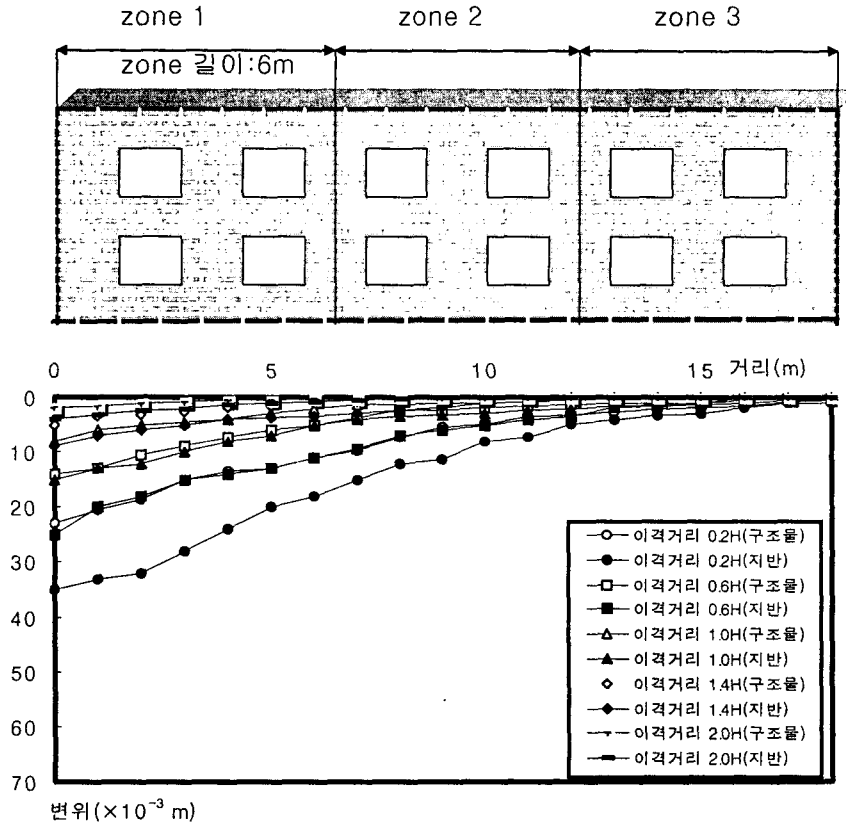 zone 1 zone 2 zone 3
zone 길이:6m
0 5 10 15 거리(m)
0
10
20
30
40
50
60
70
이격거리 0.2H(구조물)
이격거리 0.2H(지반)
이격거리 0.6H(구조물)
이격거리 0.6H(지반)
이격거리 1.0H(구조물)
이격거리 1.0H(지반)
이격거리 1.4H(구조물)
이격거리 1.4H(지반)
이격거리 2.0H(구조물)
이격거리 2.0H(지반)
변위(×10⁻³ m)